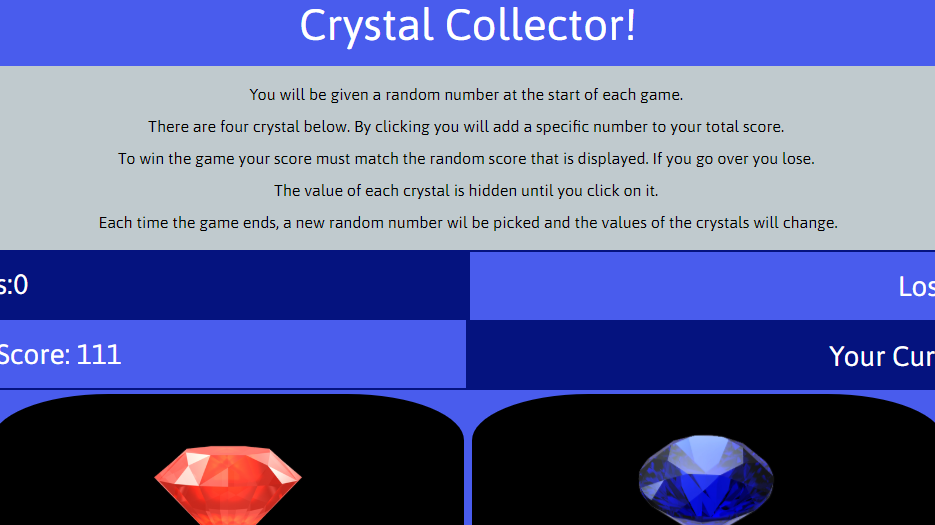 Crystal Collector!
You will be given a random number at the start of each game.
There are four crystal below. By clicking you will add a specific number to your total score.
To win the game your score must match the random score that is displayed. If you go over you lose.
The value of each crystal is hidden until you click on it.
Each time the game ends, a new random number wil be picked and the values of the crystals will change.
s:0
Los
Score: 111
Your Cur